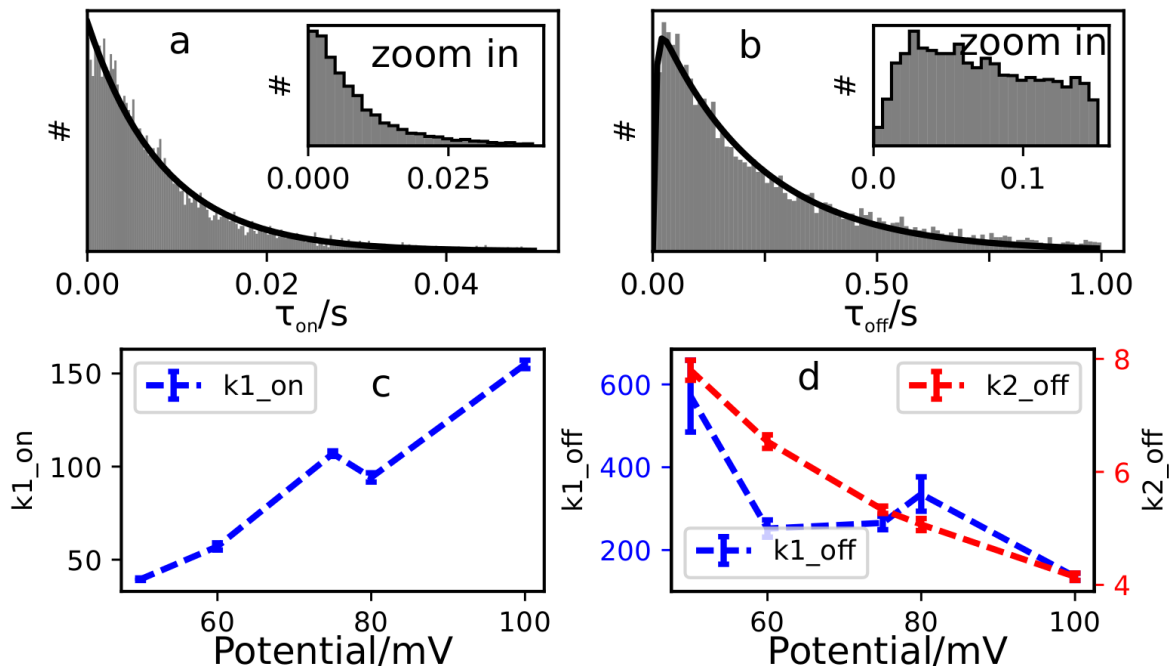 a
zoom in
#
0.000
0.025
#
0.00
0.02
0.04
τon/s
b
zoom in
#
0.0
0.1
#
0.00
0.50
1.00
τoff/s
c
k1_on
150
100
50
k1_on
60
80
100
Potential/mV
d
k2_off
k1_off
600
400
200
k1_off
8
6
4
k2_off
60
80
100
Potential/mV